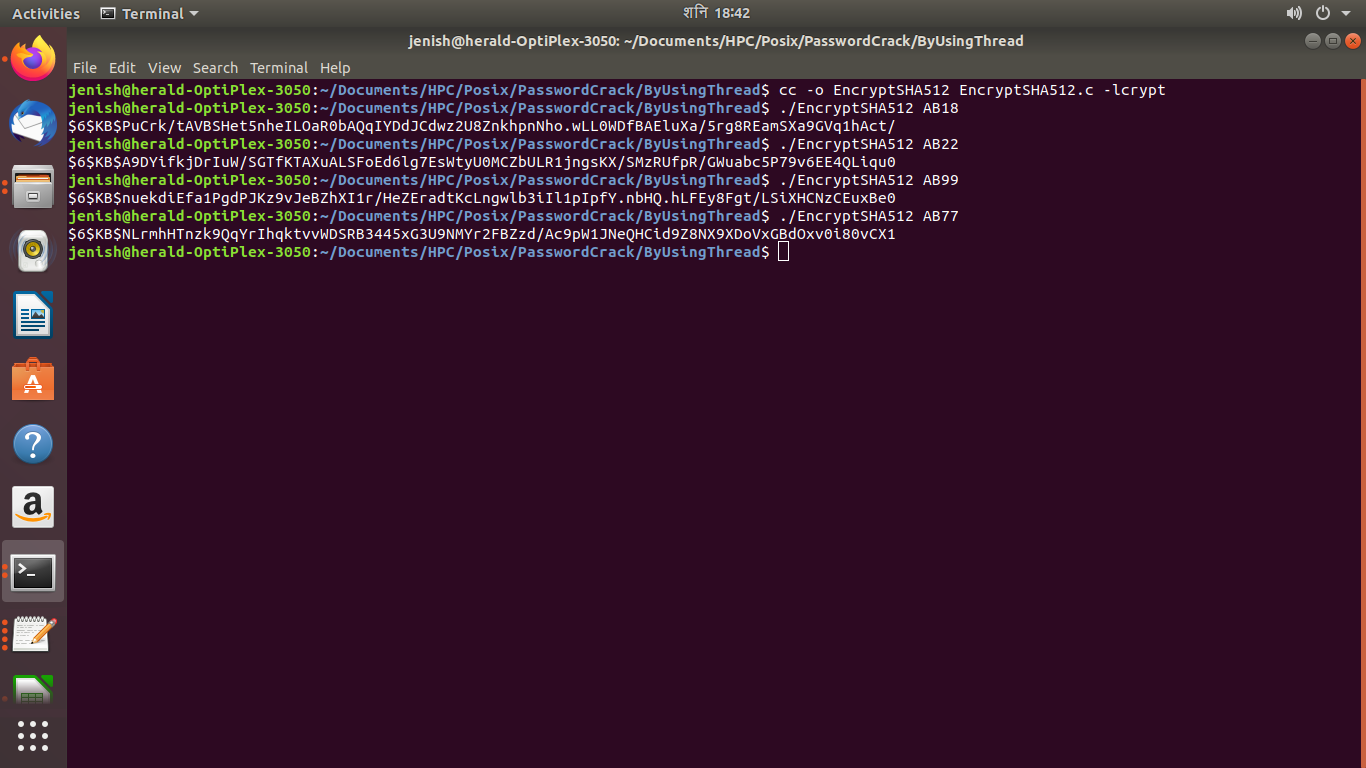 Activities Terminal शनि 18:42
jenish@herald-OptiPlex-3050: ~/Documents/HPC/Posix/PasswordCrack/ByUsingThread
File Edit View Search Terminal Help
jenish@herald-OptiPlex-3050:~/Documents/HPC/Posix/PasswordCrack/ByUsingThread$ cc -o EncryptSHA512 EncryptSHA512.c -lcrypt
jenish@herald-OptiPlex-3050:~/Documents/HPC/Posix/PasswordCrack/ByUsingThread$ ./EncryptSHA512 AB18
$6$KB$PuCrk/tAVBSHet5nheILOaR0bAQqIYDdJCdwz2U8ZnkhpnNho.wLL0WDfBAEluXa/5rg8REamSXa9GVq1hAct/
jenish@herald-OptiPlex-3050:~/Documents/HPC/Posix/PasswordCrack/ByUsingThread$ ./EncryptSHA512 AB22
$6$KB$A9DYifkjDrIuW/SGTfKTAXuALSFoEd6lg7EsWtyU0MCZbULR1jngsKX/SMzRUfpR/GWuabc5P79v6EE4QLiqu0
jenish@herald-OptiPlex-3050:~/Documents/HPC/Posix/PasswordCrack/ByUsingThread$ ./EncryptSHA512 AB99
$6$KB$nuekdiEfa1PgdPJKz9vJeBZhXI1r/HeZEradtKcLngwlb3iIl1pIpfY.nbHQ.hLFEy8Fgt/LSiXHCNzCEuxBe0
jenish@herald-OptiPlex-3050:~/Documents/HPC/Posix/PasswordCrack/ByUsingThread$ ./EncryptSHA512 AB77
$6$KB$NLrmhHTnzk9QqYrIhqktvvWDSRB3445xG3U9NMYr2FBZzd/Ac9pW1JNeQHCid9Z8NX9XDoVxGBdOxv0i80vCX1
jenish@herald-OptiPlex-3050:~/Documents/HPC/Posix/PasswordCrack/ByUsingThread$